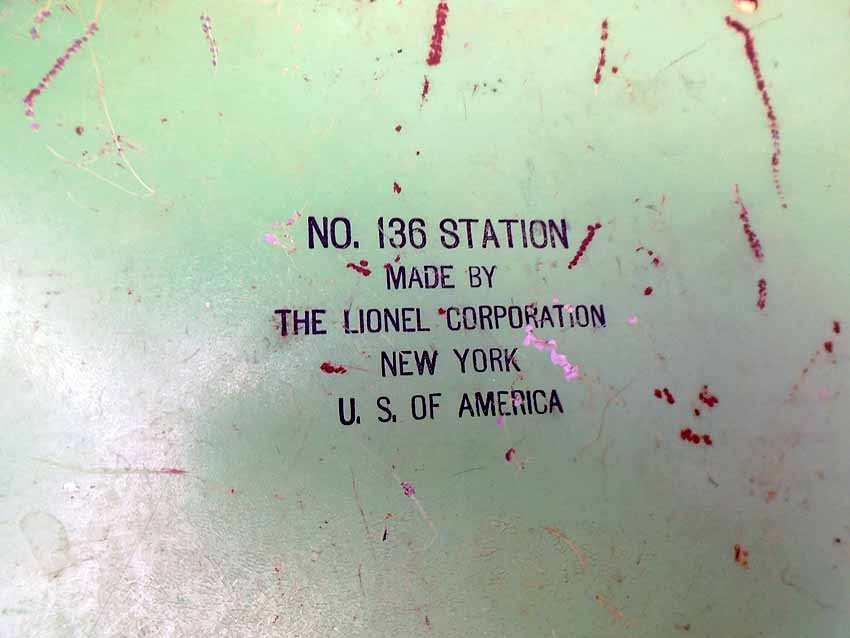 NO. 136 STATION
MADE BY
THE LIONEL CORPORATION
NEW YORK
U. S. OF AMERICA